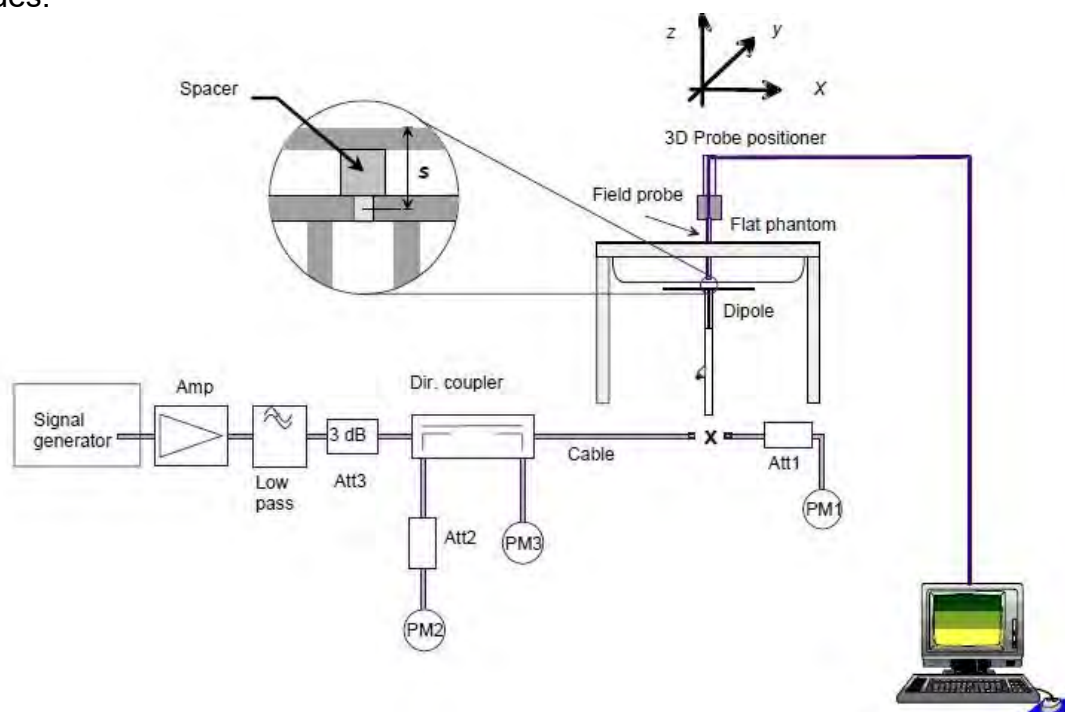 z
y
X
Spacer
s
3D Probe positioner
Field probe
Flat phantom
Dipole
Signal
generator
Amp
Low
pass
3 dB
Att3
Dir. coupler
Cable
x
Att1
PM1
Att2
PM3
PM2